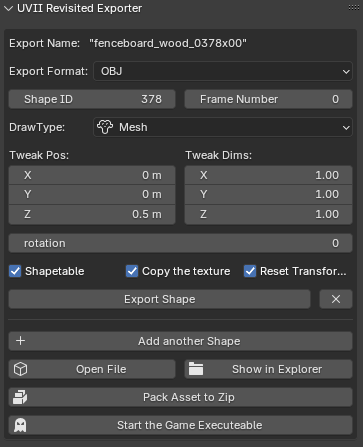 UVII Revisited Exporter
Export Name: "fenceboard_wood_0378x00"
Export Format: OBJ
Shape ID 378 Frame Number 0
DrawType: Mesh
Tweak Pos: Tweak Dims:
X 0 m X 1.00
Y 0 m Y 1.00
Z 0.5 m Z 1.00
rotation 0
Shapetable Copy the texture Reset Transfor...
Export Shape
Add another Shape
Open File Show in Explorer
Pack Asset to Zip
Start the Game Executeable